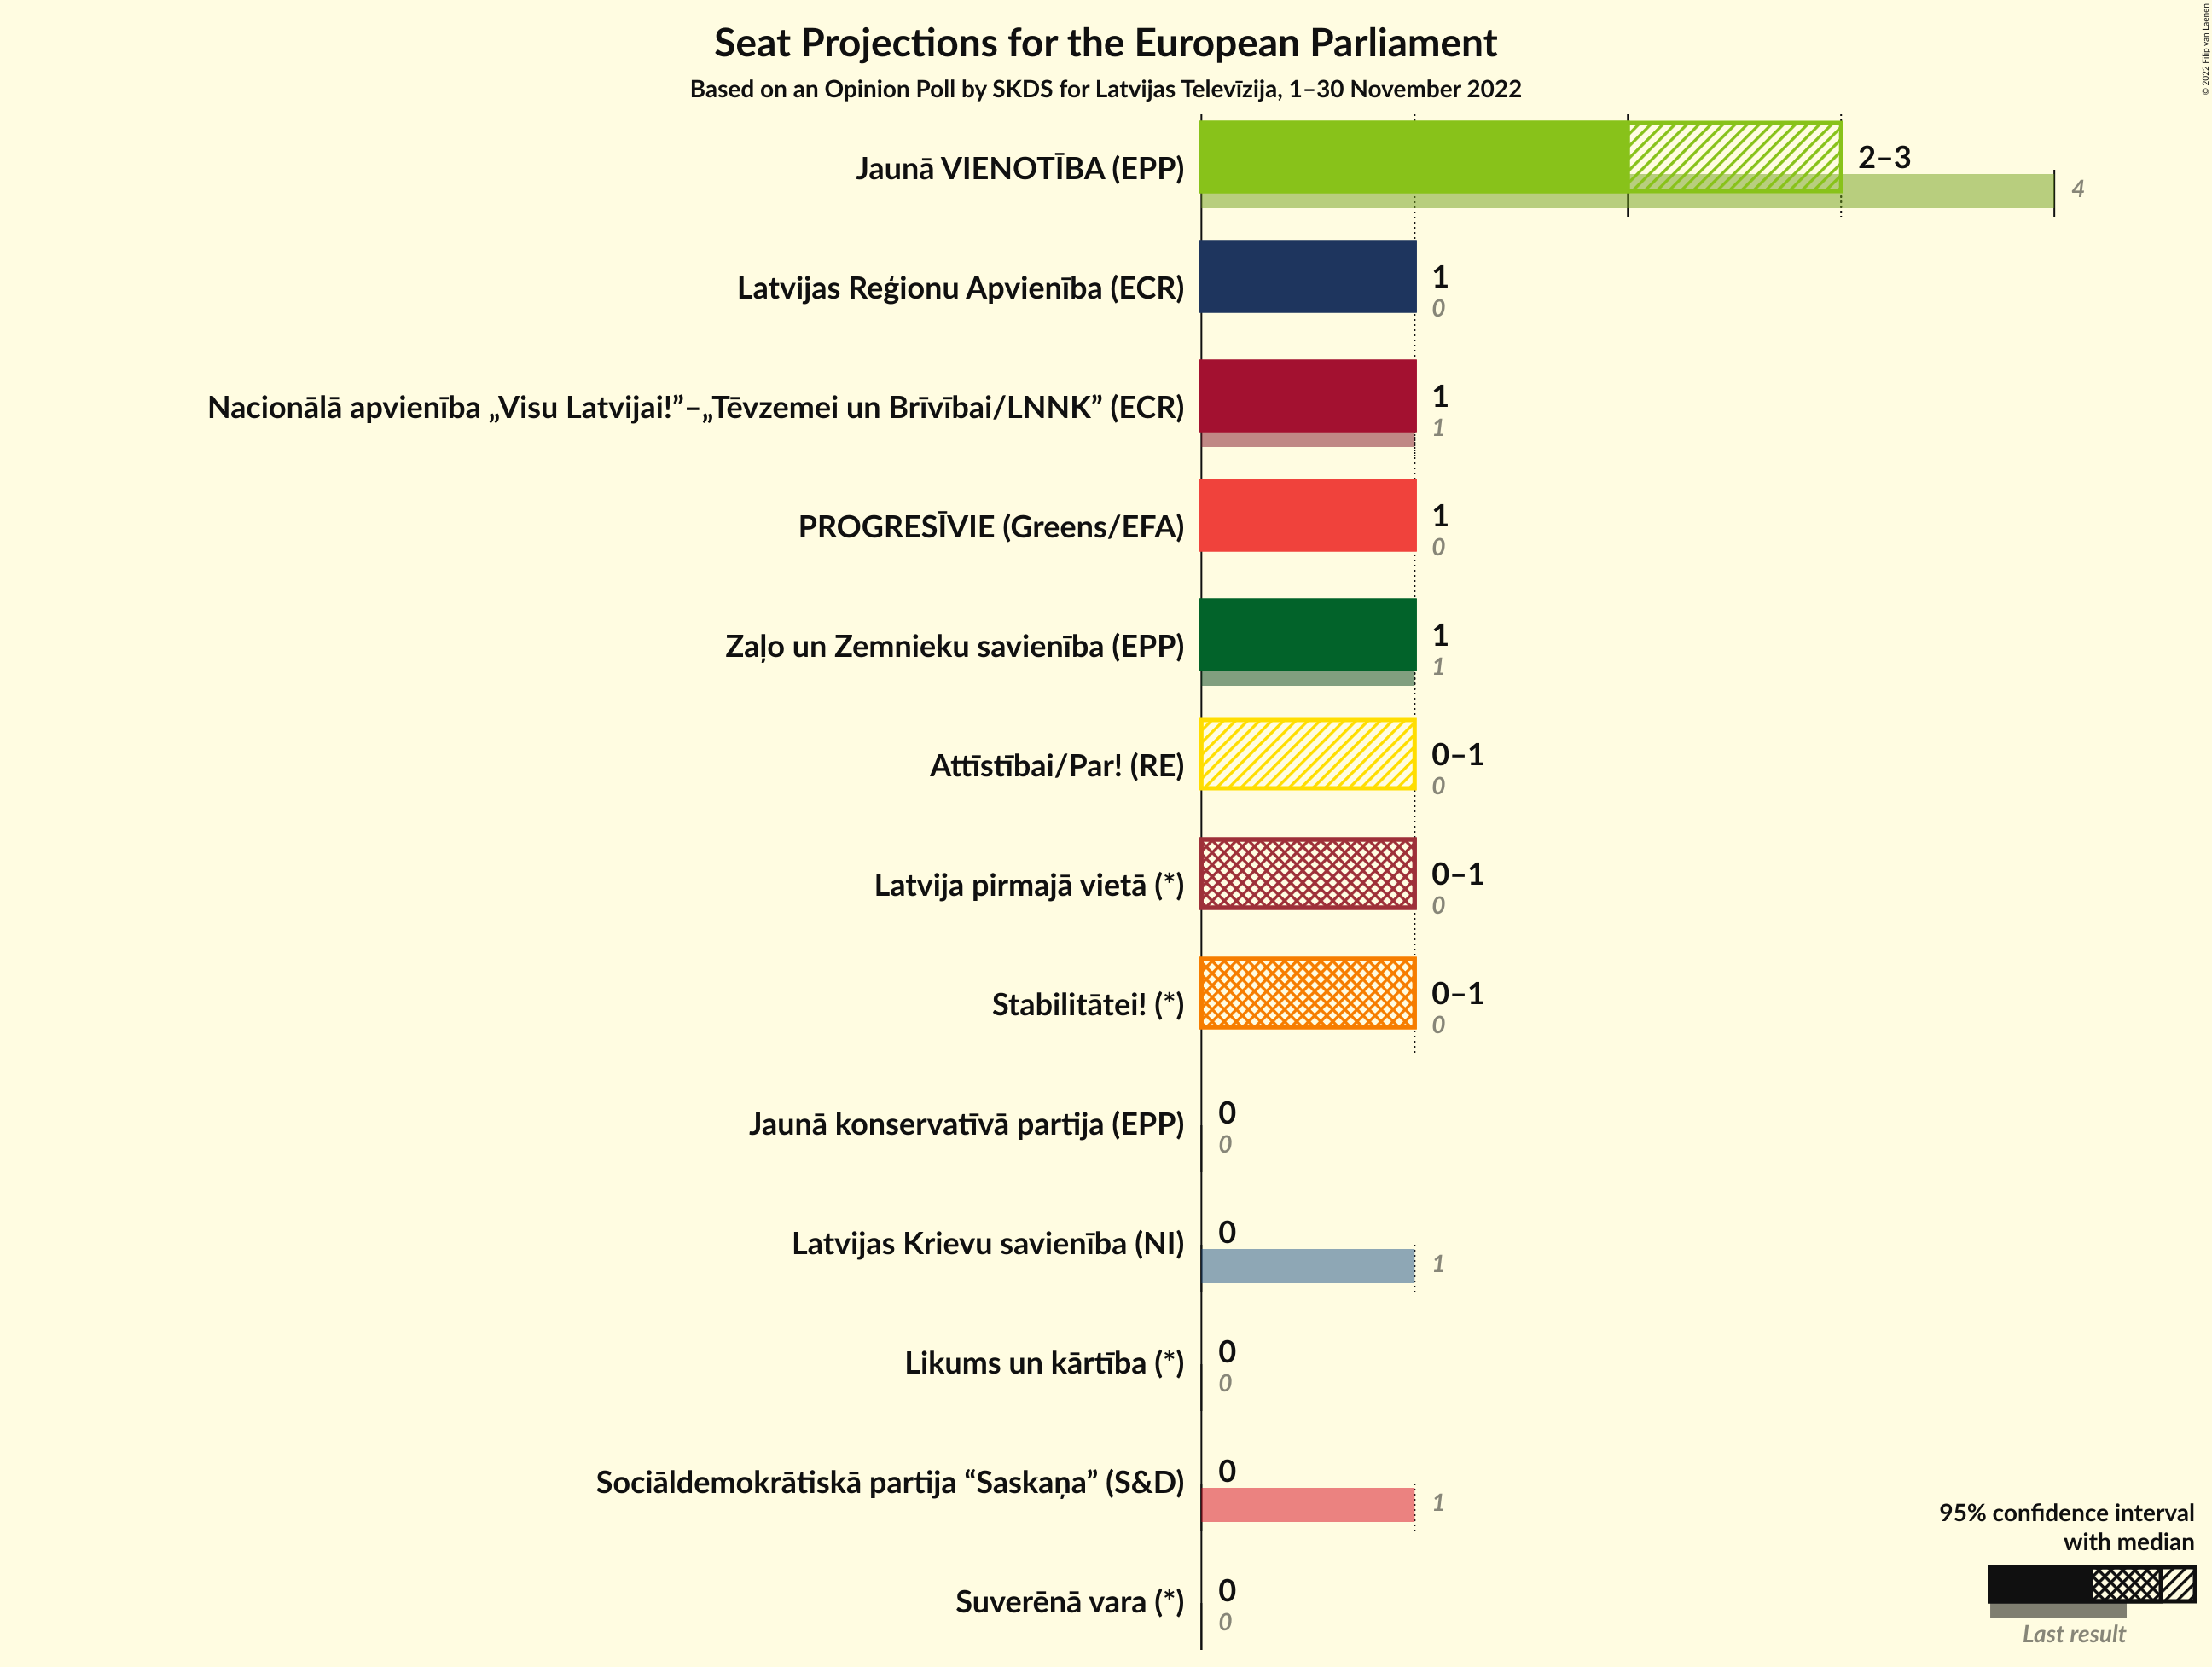 Seat Projections for the European Parliament
Based on an Opinion Poll by SKDS for Latvijas Televīzija, 1–30 November 2022
© 2022 Filip van Laenen
Jaunā VIENOTĪBA (EPP)
2–3
4
Latvijas Reģionu Apvienība (ECR)
1
0
Nacionālā apvienība „Visu Latvijai!”–„Tēvzemei un Brīvībai/LNNK” (ECR)
1
1
PROGRESĪVIE (Greens/EFA)
1
0
Zaļo un Zemnieku savienība (EPP)
1
1
Attīstībai/Par! (RE)
0–1
0
Latvija pirmajā vietā (*)
0–1
0
Stabilitātei! (*)
0–1
0
Jaunā konservatīvā partija (EPP)
0
0
Latvijas Krievu savienība (NI)
0
1
Likums un kārtība (*)
0
0
Sociāldemokrātiskā partija “Saskaņa” (S&D)
0
1
Suverēnā vara (*)
0
0
95% confidence interval
with median
Last result